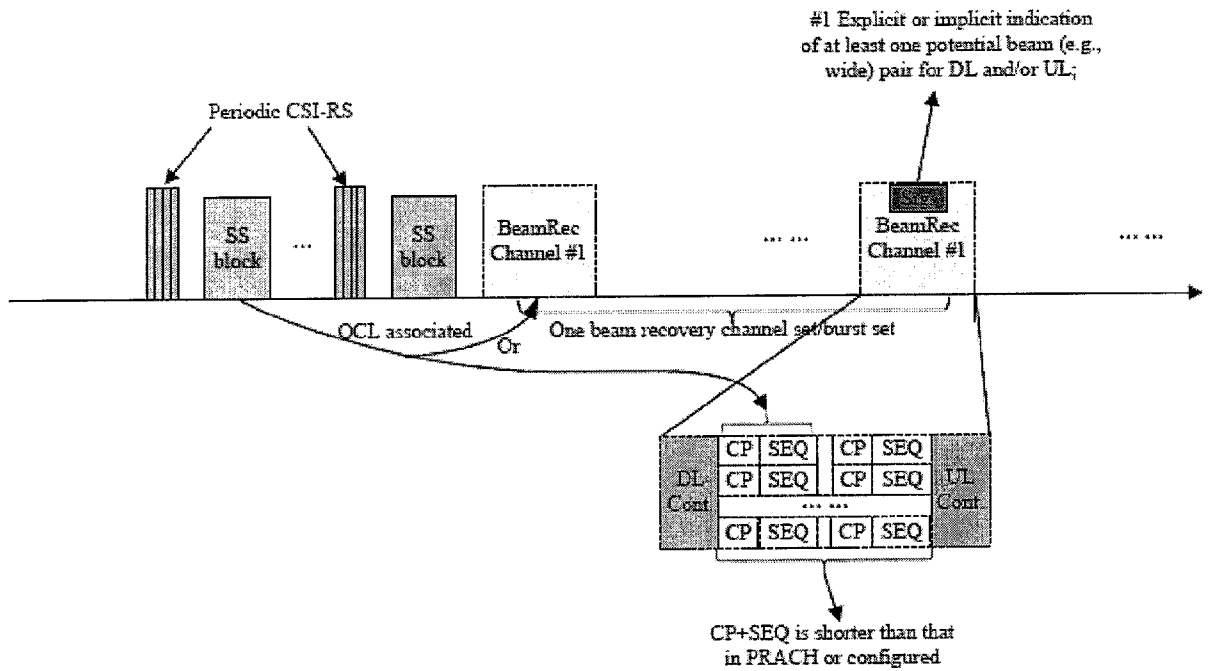 #1 Explicit or implicit indication
of at least one potential beam (e.g.,
wide) pair for DL and/or UL;
Periodic CSI-RS
SS
block
...
SS
block
BeamRec
Channel #1
... ...
BeamRec
Channel #1
... ...
QCL associated
Or
One beam recovery channel set/burst set
DL
Cont
CP SEQ CP SEQ
CP SEQ CP SEQ
... ...
CP SEQ CP SEQ
UL
Cont
CP+SEQ is shorter than that
in PRACH or configured